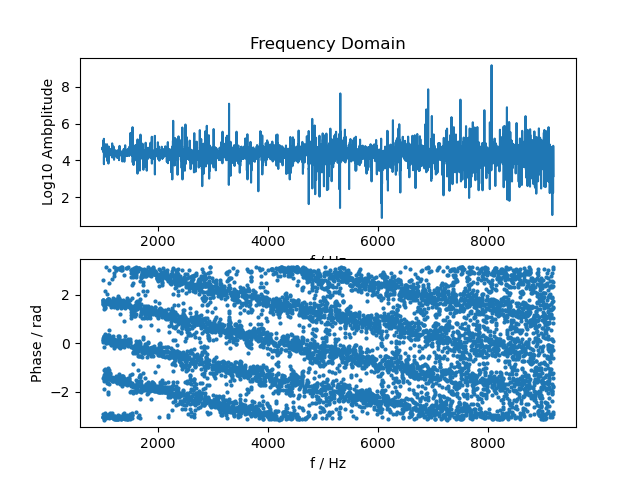 Frequency Domain
Log10 Ambplitude
8
6
4
2
2000 4000 6000 8000
f / Hz
Phase / rad
2
0
−2
2000 4000 6000 8000
f / Hz